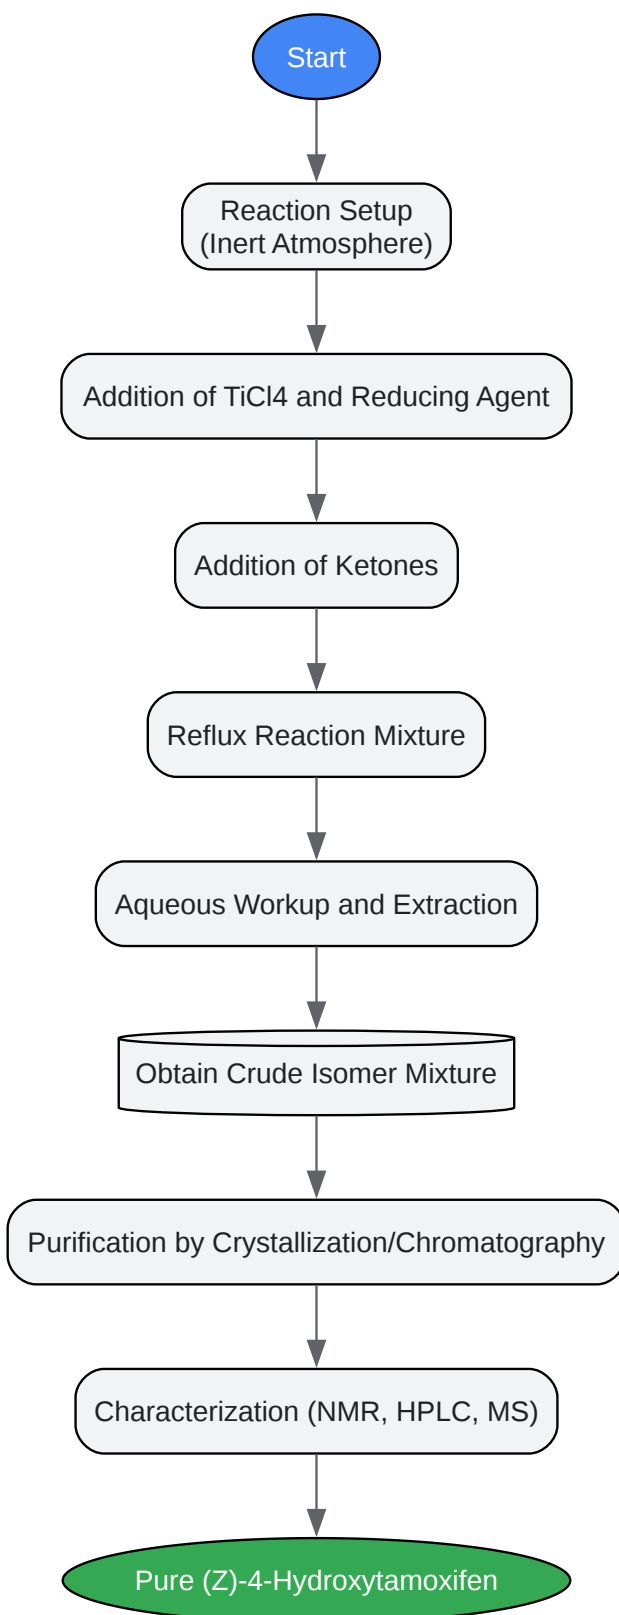 Start
Reaction Setup
(Inert Atmosphere)
Addition of TiCl4 and Reducing Agent
Addition of Ketones
Reflux Reaction Mixture
Aqueous Workup and Extraction
Obtain Crude Isomer Mixture
Purification by Crystallization/Chromatography
Characterization (NMR, HPLC, MS)
Pure (Z)-4-Hydroxytamoxifen